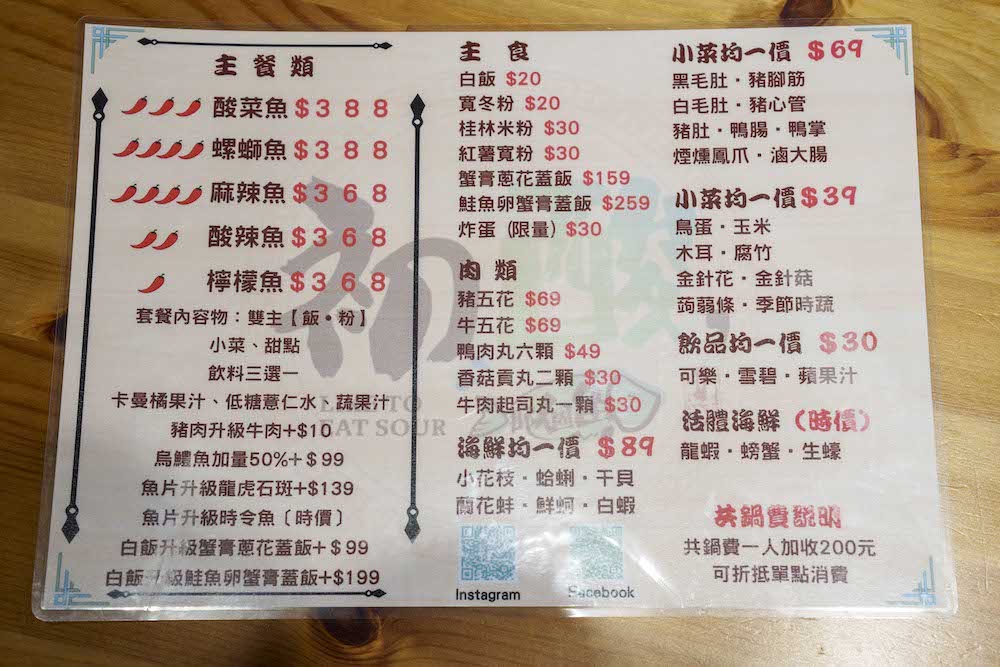 主餐類
酸菜魚$388
螺螄魚$388
麻辣魚$368
酸辣魚$368
檸檬魚$368
套餐內容物：雙主【飯・粉】
小菜、甜點
飲料三選一
卡曼橘果汁、低糖薏仁水、蔬果汁
豬肉升級牛肉+$10
烏鱧魚加量50%+$99
魚片升級龍虎石斑+$139
魚片升級時令魚〔時價〕
白飯升級蟹膏蔥花蓋飯+$99
白飯升級鮭魚卵蟹膏蓋飯+$199
主食
白飯 $20
寬冬粉 $20
桂林米粉 $30
紅薯寬粉 $30
蟹膏蔥花蓋飯 $159
鮭魚卵蟹膏蓋飯 $259
炸蛋（限量）$30
肉類
豬五花 $69
牛五花 $69
鴨肉丸六顆 $49
香菇貢丸二顆 $30
牛肉起司丸一顆 $30
海鮮均一價 $89
小花枝・蛤蜊・干貝
蘭花蚌・鮮蚵・白蝦
Instagram
Facebook
小菜均一價 $69
黑毛肚・豬腳筋
白毛肚・豬心管
豬肚・鴨腸・鴨掌
煙燻鳳爪・滷大腸
小菜均一價$39
鳥蛋・玉米
木耳・腐竹
金針花・金針菇
蒟蒻條・季節時蔬
飲品均一價 $30
可樂・雪碧・蘋果汁
活體海鮮（時價）
龍蝦・螃蟹・生蠔
共鍋費說明
共鍋費一人加收200元
可折抵單點消費
初
EAT SOUR